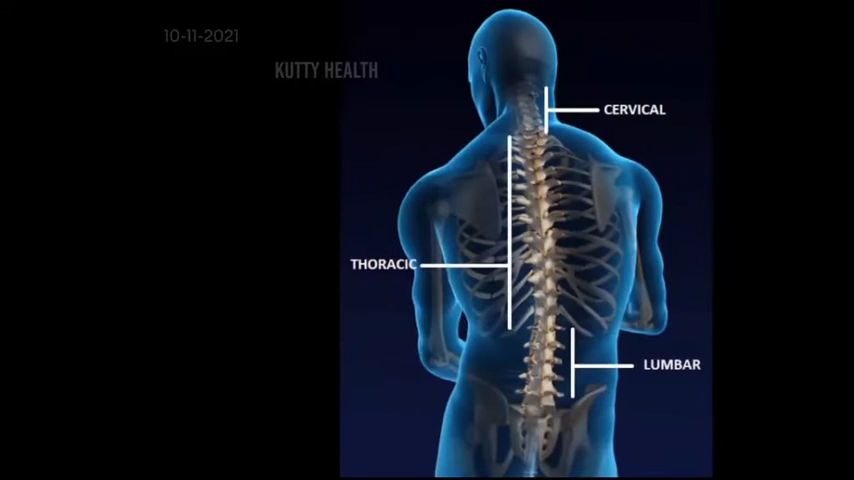 10-11-2021
KUTTY HEALTH
CERVICAL
THORACIC
LUMBAR